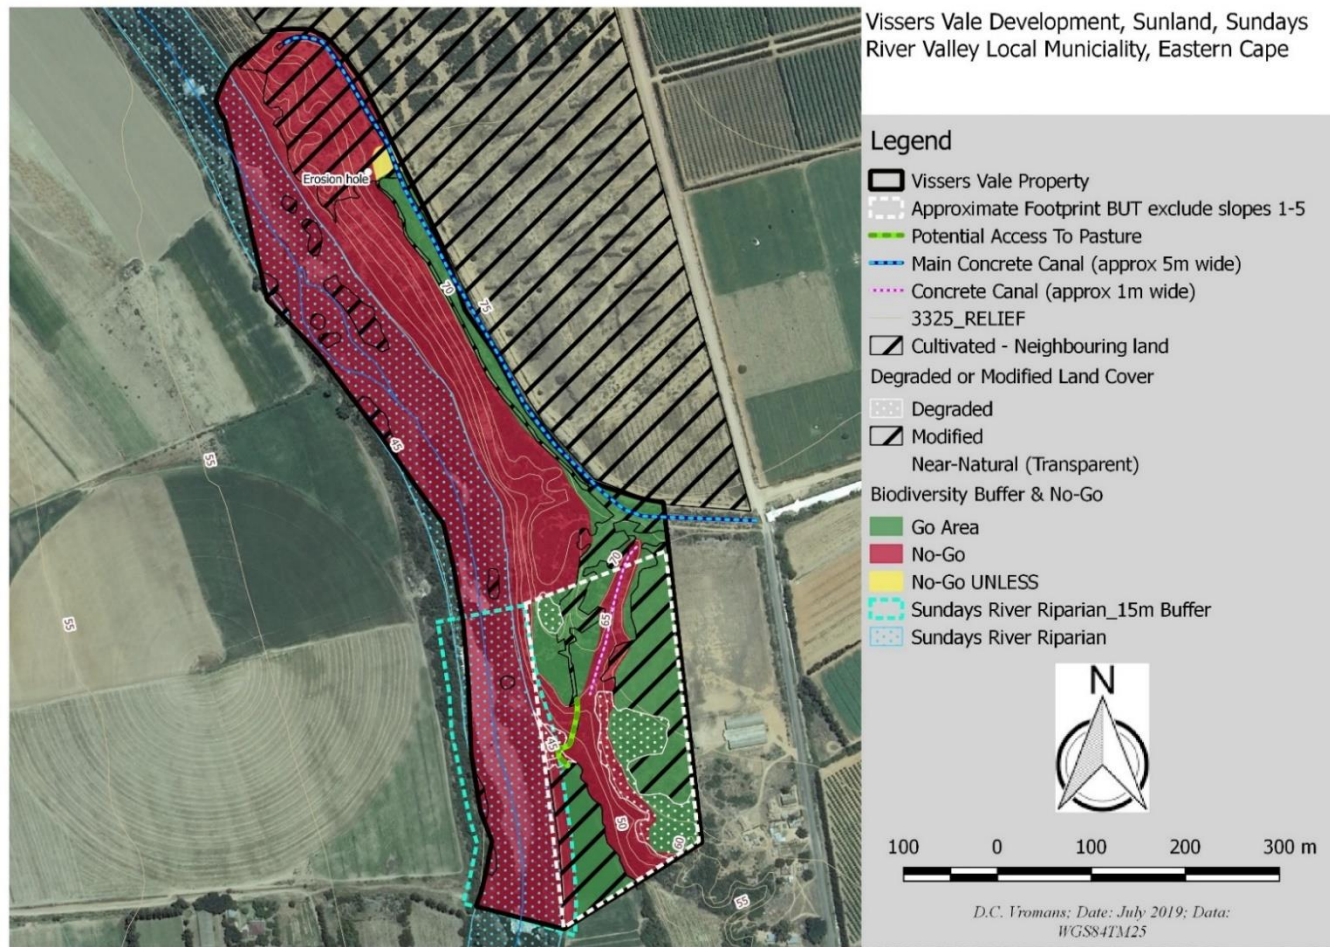 Vissers Vale Development, Sunland, Sundays
River Valley Local Municiality, Eastern Cape
Legend
Vissers Vale Property
Approximate Footprint BUT exclude slopes 1-5
Potential Access To Pasture
Main Concrete Canal (approx 5m wide)
Concrete Canal (approx 1m wide)
3325_RELIEF
Cultivated - Neighbouring land
Degraded or Modified Land Cover
Degraded
Modified
Near-Natural (Transparent)
Biodiversity Buffer & No-Go
Go Area
No-Go
No-Go UNLESS
Sundays River Riparian_15m Buffer
Sundays River Riparian
N
100 0 100 200 300 m
D.C. Vromans; Date: July 2019; Data:
WGS84TM25
Erosion hole
70
75
45
55
55
70
65
45
50
60
55